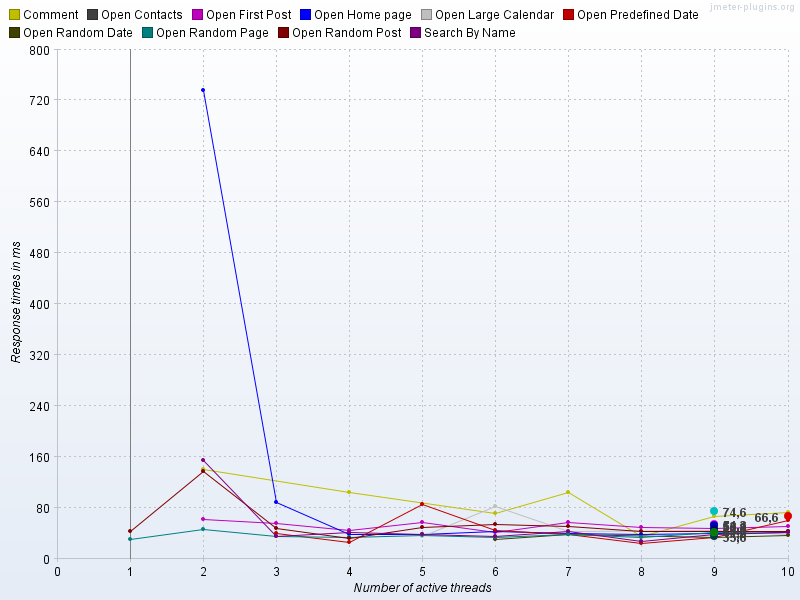 jmeter-plugins.org
Comment Open Contacts Open First Post Open Home page Open Large Calendar Open Predefined Date
Open Random Date Open Random Page Open Random Post Search By Name
800
720
640
560
480
400
320
240
160
80
0
Response times in ms
74,6
66,6
0 1 2 3 4 5 6 7 8 9 10
Number of active threads